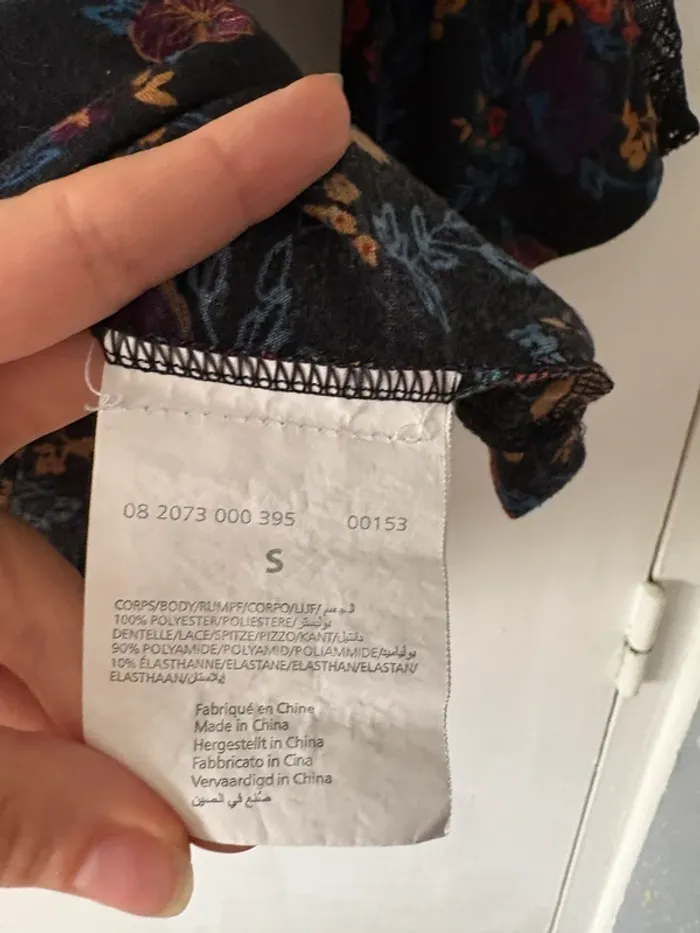 08 2073 000 395 00153
S
CORPS/BODY/RUMPF/CORPO/LIJF/الجسم
100% POLYESTER/POLIESTERE/بوليستر
DENTELLE/LACE/SPITZE/PIZZO/KANT/دانتيل
90% POLYAMIDE/POLYAMID/POLIAMMIDE/بولياميد
10% ÉLASTHANNE/ELASTANE/ELASTHAN/ELASTAN/
ELASTHAAN/إيلاستان
Fabriqué en Chine
Made in China
Hergestellt in China
Fabbricato in Cina
Vervaardigd in China
صُنع في الصين